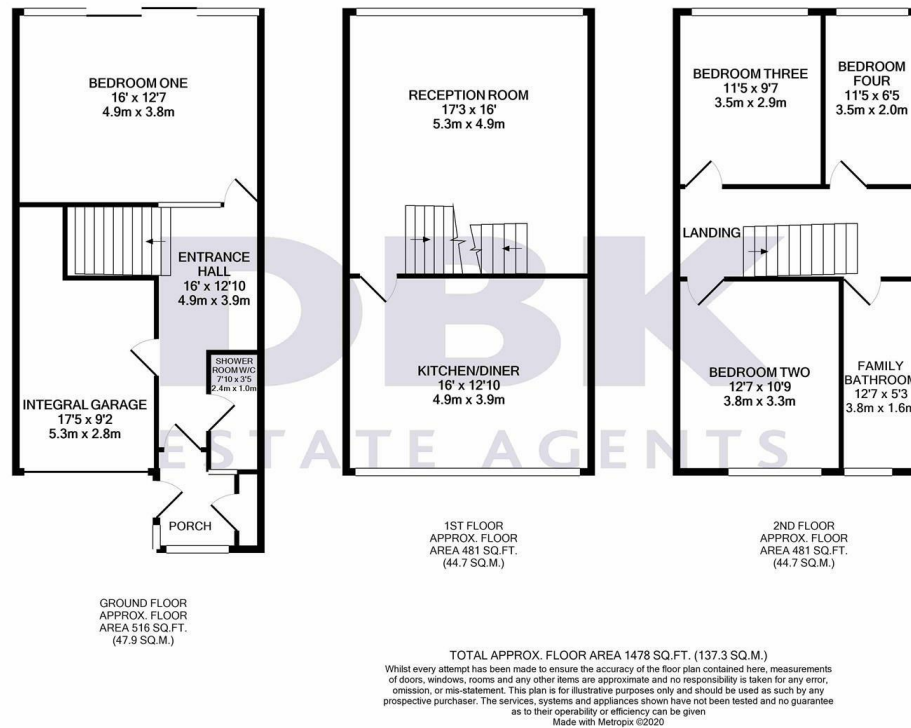 BEDROOM ONE
16' x 12'7
4.9m x 3.8m
ENTRANCE
HALL
16' x 12'10
4.9m x 3.9m
SHOWER
ROOM W/C
7'10 x 3'5
2.4m x 1.0m
INTEGRAL GARAGE
17'5 x 9'2
5.3m x 2.8m
PORCH
GROUND FLOOR
APPROX. FLOOR
AREA 516 SQ.FT.
(47.9 SQ.M.)
RECEPTION ROOM
17'3 x 16'
5.3m x 4.9m
KITCHEN/DINER
16' x 12'10
4.9m x 3.9m
1ST FLOOR
APPROX. FLOOR
AREA 481 SQ.FT.
(44.7 SQ.M.)
BEDROOM THREE
11'5 x 9'7
3.5m x 2.9m
BEDROOM
FOUR
11'5 x 6'5
3.5m x 2.0m
LANDING
BEDROOM TWO
12'7 x 10'9
3.8m x 3.3m
FAMILY
BATHROOM
12'7 x 5'3
3.8m x 1.6m
2ND FLOOR
APPROX. FLOOR
AREA 481 SQ.FT.
(44.7 SQ.M.)
DBK
ESTATE AGENTS
TOTAL APPROX. FLOOR AREA 1478 SQ.FT. (137.3 SQ.M.)
Whilst every attempt has been made to ensure the accuracy of the floor plan contained here, measurements
of doors, windows, rooms and any other items are approximate and no responsibility is taken for any error,
omission, or mis-statement. This plan is for illustrative purposes only and should be used as such by any
prospective purchaser. The services, systems and appliances shown have not been tested and no guarantee
as to their operability or efficiency can be given
Made with Metropix ©2020